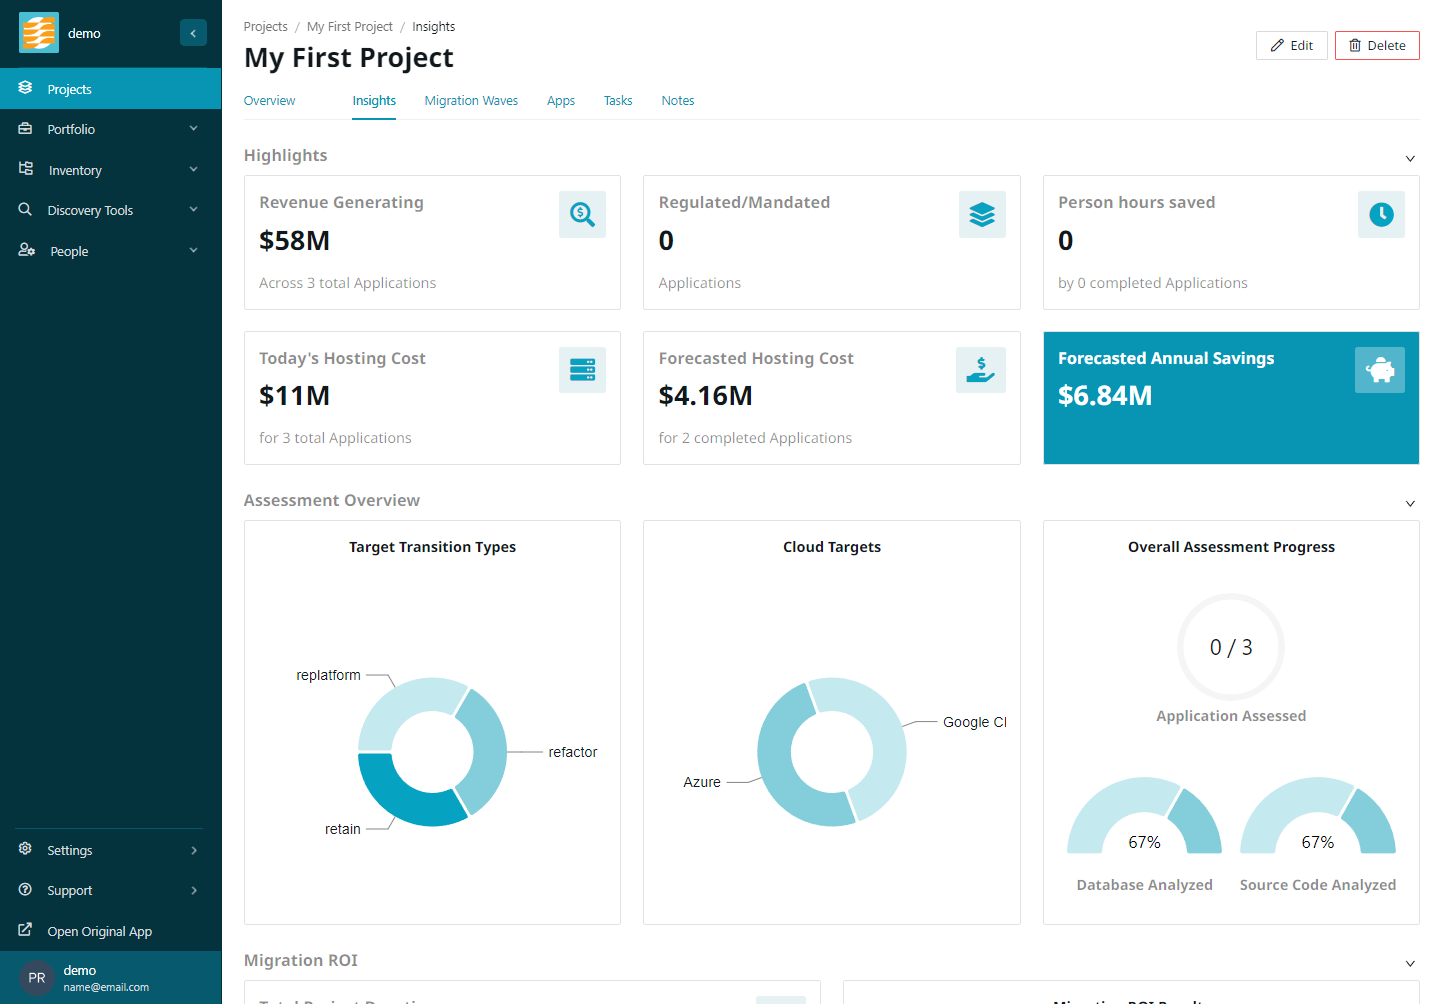 demo
Projects
Portfolio
Inventory
Discovery Tools
People
Settings
Support
Open Original App
PR
demo
name@email.com
Projects / My First Project / Insights
My First Project
Edit
Delete
Overview Insights Migration Waves Apps Tasks Notes
Highlights
Revenue Generating
$58M
Across 3 total Applications
Regulated/Mandated
0
Applications
Person hours saved
0
by 0 completed Applications
Today's Hosting Cost
$11M
for 3 total Applications
Forecasted Hosting Cost
$4.16M
for 2 completed Applications
Forecasted Annual Savings
$6.84M
Assessment Overview
Target Transition Types
replatform
refactor
retain
Cloud Targets
Google Cl
Azure
Overall Assessment Progress
0 / 3
Application Assessed
67%
Database Analyzed
67%
Source Code Analyzed
Migration ROI